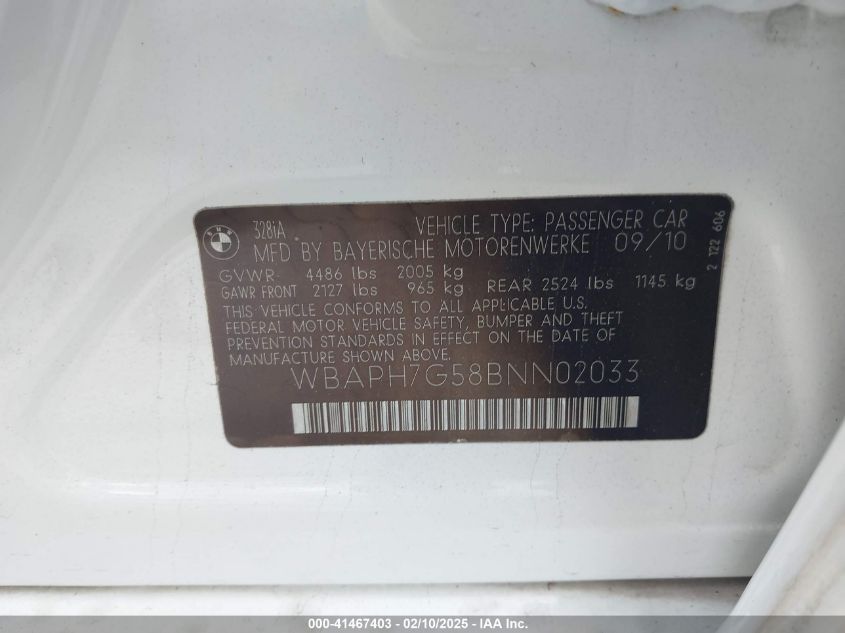 BMW
328iA
VEHICLE TYPE: PASSENGER CAR
MFD BY BAYERISCHE MOTORENWERKE 09/10
GVWR- 4486 lbs 2005 kg
GAWR FRONT 2127 lbs 965 kg REAR 2524 lbs 1145 kg
THIS VEHICLE CONFORMS TO ALL APPLICABLE U.S.
FEDERAL MOTOR VEHICLE SAFETY, BUMPER AND THEFT
PREVENTION STANDARDS IN EFFECT ON THE DATE OF
MANUFACTURE SHOWN ABOVE.
WBAPH7G58BNN02033
2 122 606
000-41467403 - 02/10/2025 - IAA Inc.